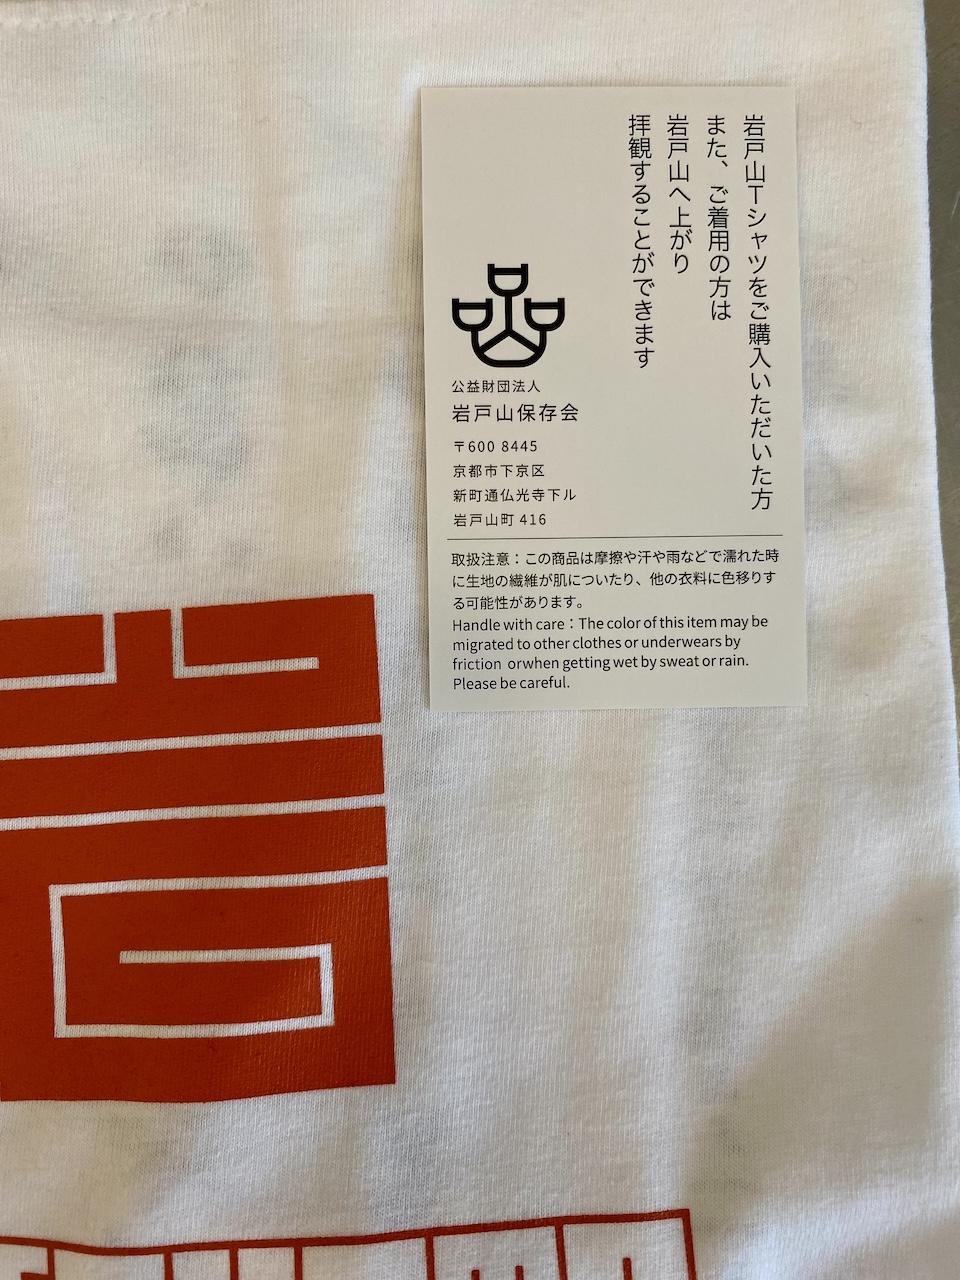 岩戸山Tシャツをご購入いただいた方
また、ご着用の方は
岩戸山へ上がり
拝観することができます
公益財団法人
岩戸山保存会
〒600 8445
京都市下京区
新町通仏光寺下ル
岩戸山町 416
取扱注意：この商品は摩擦や汗や雨などで濡れた時
に生地の繊維が肌についたり、他の衣料に色移りす
る可能性があります。
Handle with care：The color of this item may be
migrated to other clothes or underwears by
friction orwhen getting wet by sweat or rain.
Please be careful.
岩